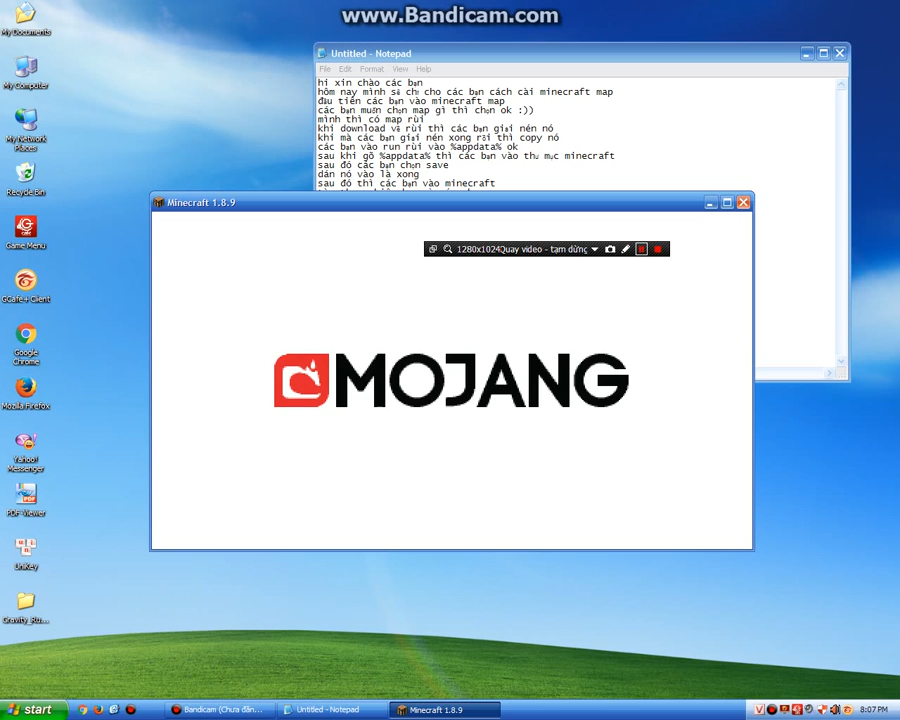 www.Bandicam.com
My Documents
My Computer
My Network
Places
Recycle Bin
Game Menu
GCafe+ Client
Google
Chrome
Mozilla Firefox
Yahoo!
Messenger
PDF Viewer
UniKey
Gravity_Ru...
Untitled - Notepad
File Edit Format View Help
hi xin chào các bạn
hôm nay mình sẽ chỉ cho các bạn cách cài minecraft map
đầu tiên các bạn vào minecraft map
các bạn muốn chọn map gì thì chọn ok :))
mình thì có map rùi
khi download về rùi thì các bạn giải nén nó
khi mà các bạn giải nén xong rồi thì copy nó
các bạn vào run rùi vào %appdata% ok
sau khi gõ %appdata% thì các bạn vào thư mục minecraft
sau đó các bạn chọn save
dán nó vào là xong
sau đó thì các bạn vào minecraft
Minecraft 1.8.9
1280x1024Quay video - tạm dừng
MOJANG
start
Bandicam (Chưa đăn...
Untitled - Notepad
Minecraft 1.8.9
8:07 PM